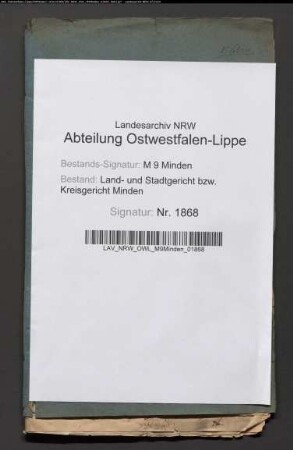 Landesarchiv NRW
Abteilung Ostwestfalen-Lippe
Bestands-Signatur: M 9 Minden
Bestand: Land- und Stadtgericht bzw.
Kreisgericht Minden
Signatur: Nr. 1868
LAV_NRW_OWL_M9Minden_01868